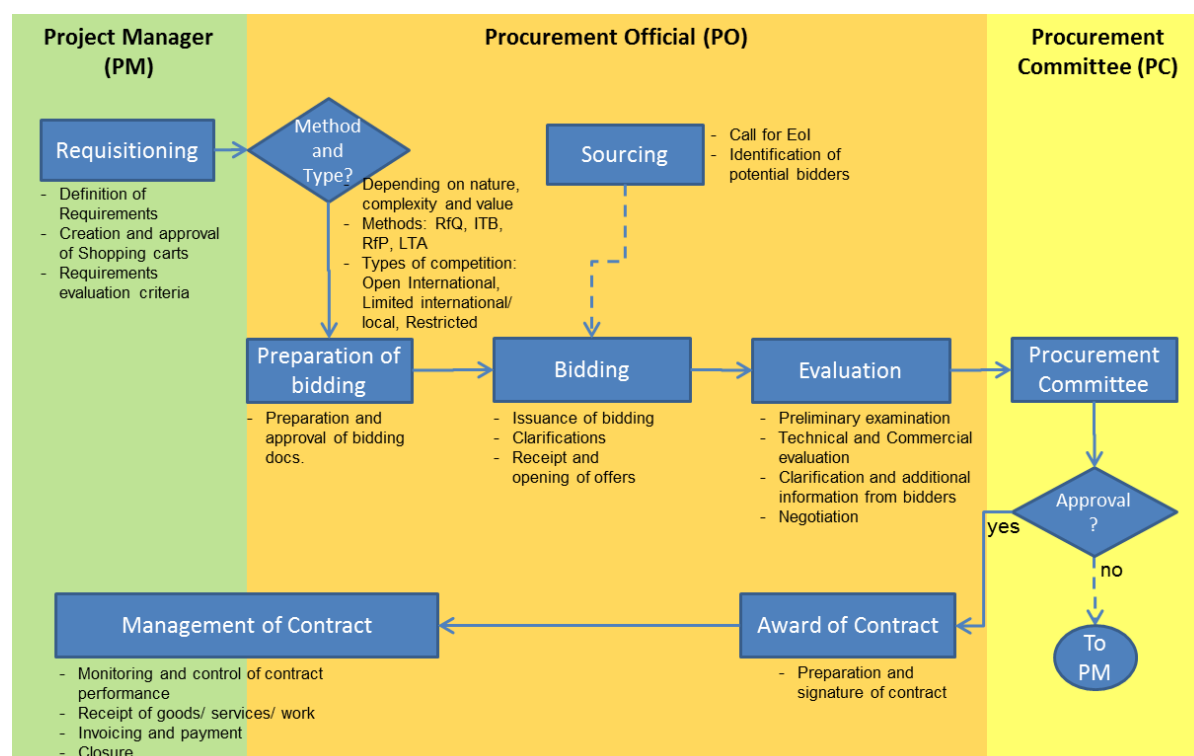 Project Manager
(PM)
Procurement Official (PO)
Procurement
Committee (PC)
Requisitioning
- Definition of
Requirements
- Creation and approval
of Shopping carts
- Requirements
evaluation criteria
Method
and
Type?
- Depending on nature,
complexity and value
- Methods: RfQ, ITB,
RfP, LTA
- Types of competition:
Open International,
Limited international/
local, Restricted
Sourcing
- Call for EoI
- Identification of
potential bidders
Preparation of
bidding
- Preparation and
approval of bidding
docs.
Bidding
- Issuance of bidding
- Clarifications
- Receipt and
opening of offers
Evaluation
- Preliminary examination
- Technical and Commercial
evaluation
- Clarification and additional
information from bidders
- Negotiation
Procurement
Committee
Approval
?
yes
no
To
PM
Award of Contract
- Preparation and
signature of contract
Management of Contract
- Monitoring and control of contract
performance
- Receipt of goods/ services/ work
- Invoicing and payment
- Closure